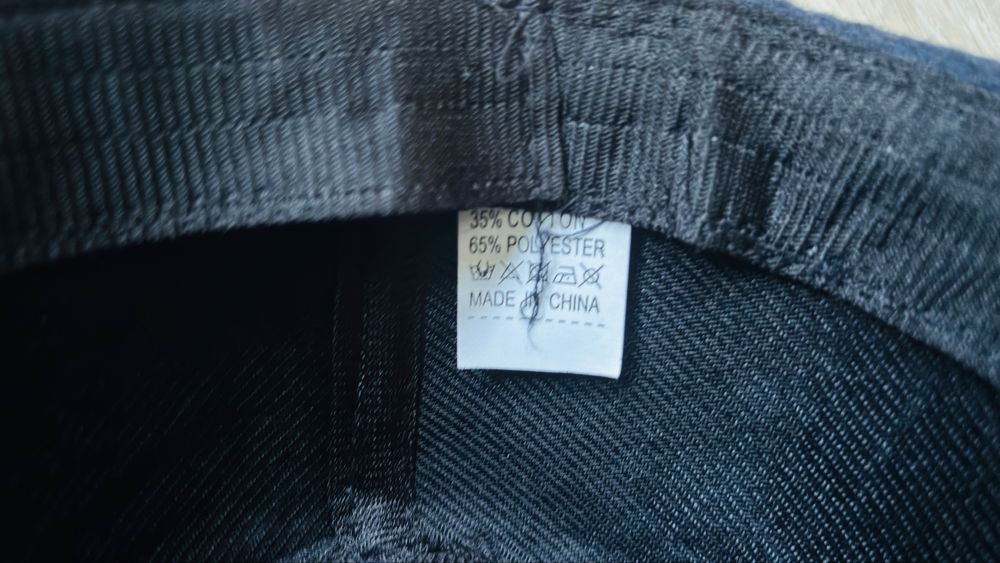 35% COTTON
65% POLYESTER
MADE IN CHINA